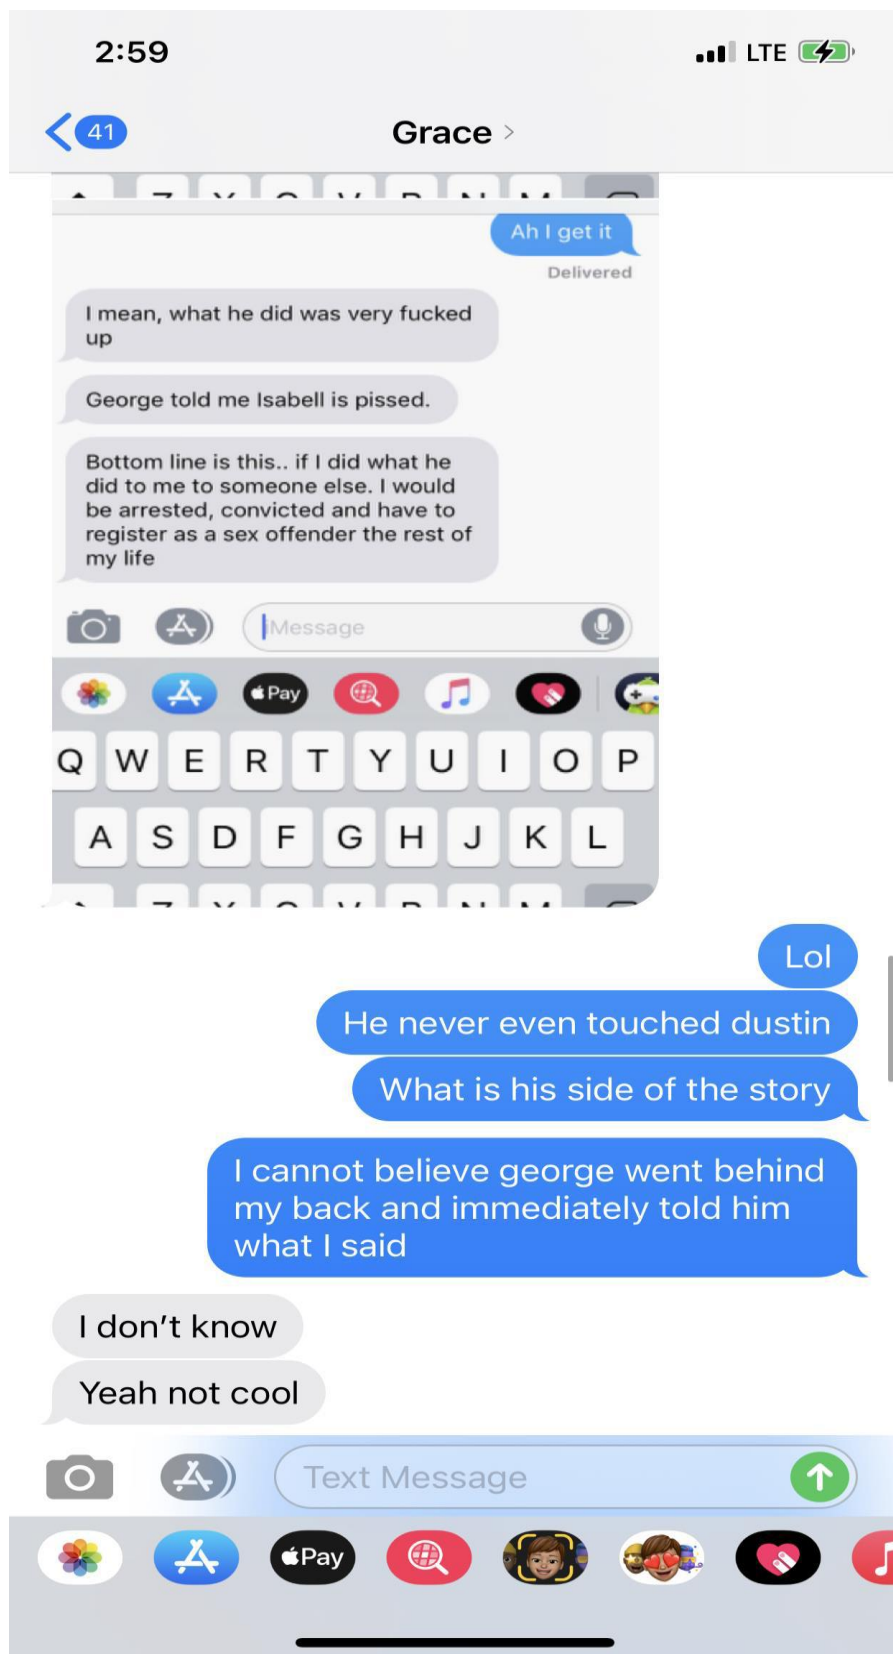 2:59
LTE
41
Grace
Ah I get it
Delivered
I mean, what he did was very fucked
up
George told me Isabell is pissed.
Bottom line is this.. if I did what he
did to me to someone else. I would
be arrested, convicted and have to
register as a sex offender the rest of
my life
iMessage
Pay
Q W E R T Y U I O P
A S D F G H J K L
Lol
He never even touched dustin
What is his side of the story
I cannot believe george went behind
my back and immediately told him
what I said
I don't know
Yeah not cool
Text Message
Pay